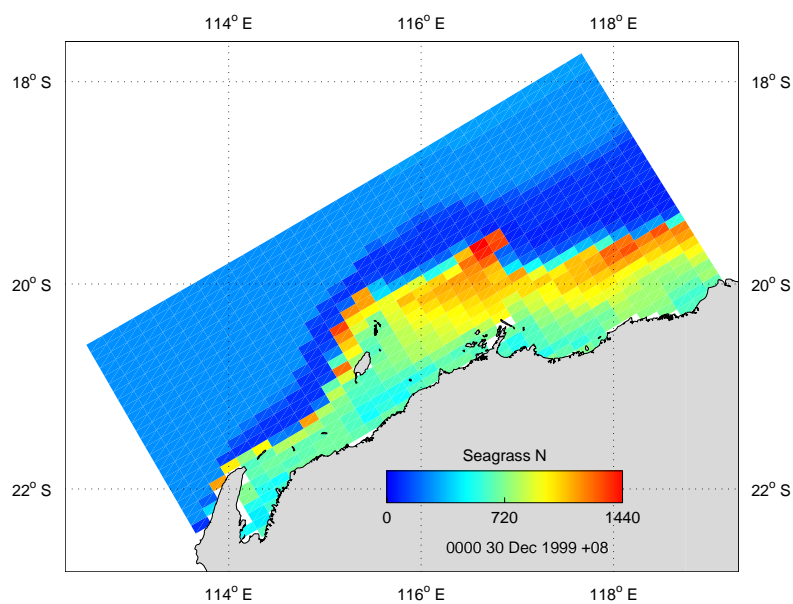 114° E 116° E 118° E
18° S 18° S
20° S 20° S
Seagrass N
22° S 22° S
0 720 1440
0000 30 Dec 1999 +08
114° E 116° E 118° E